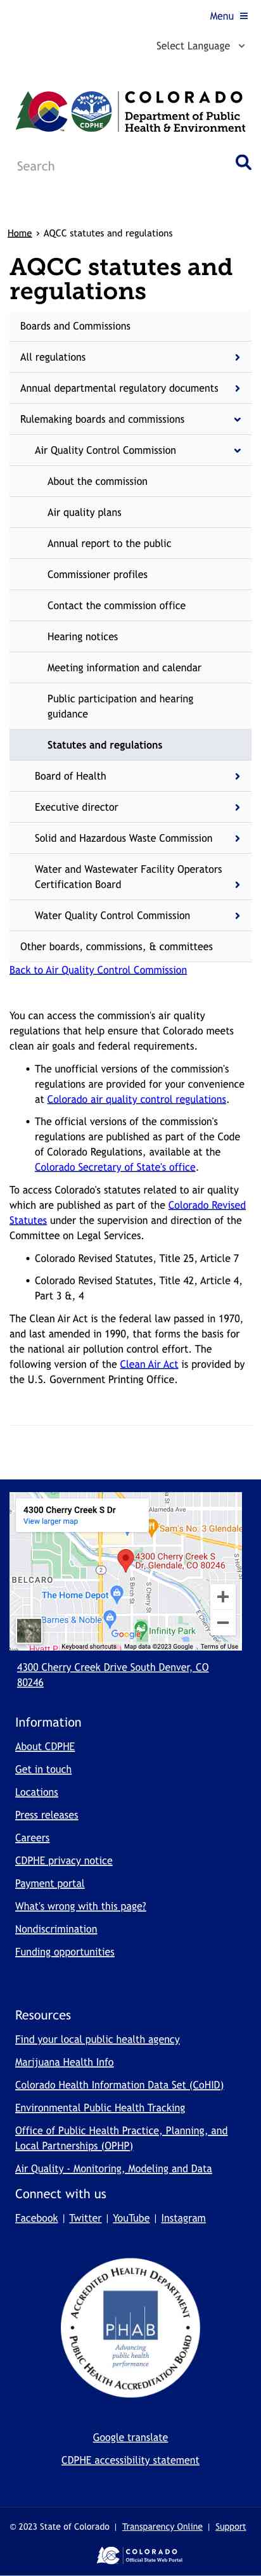 Menu
Select Language
CDPHE
COLORADO
Department of Public
Health & Environment
Search
Home › AQCC statutes and regulations
AQCC statutes and
regulations
Boards and Commissions
All regulations
Annual departmental regulatory documents
Rulemaking boards and commissions
Air Quality Control Commission
About the commission
Air quality plans
Annual report to the public
Commissioner profiles
Contact the commission office
Hearing notices
Meeting information and calendar
Public participation and hearing
guidance
Statutes and regulations
Board of Health
Executive director
Solid and Hazardous Waste Commission
Water and Wastewater Facility Operators
Certification Board
Water Quality Control Commission
Other boards, commissions, & committees
Back to Air Quality Control Commission
You can access the commission's air quality
regulations that help ensure that Colorado meets
clean air goals and federal requirements.
• The unofficial versions of the commission's
regulations are provided for your convenience
at Colorado air quality control regulations.
• The official versions of the commission's
regulations are published as part of the Code
of Colorado Regulations, available at the
Colorado Secretary of State's office.
To access Colorado's statutes related to air quality
which are published as part of the Colorado Revised
Statutes under the supervision and direction of the
Committee on Legal Services.
• Colorado Revised Statutes, Title 25, Article 7
• Colorado Revised Statutes, Title 42, Article 4,
Part 3 &, 4
The Clean Air Act is the federal law passed in 1970,
and last amended in 1990, that forms the basis for
the national air pollution control effort. The
following version of the Clean Air Act is provided by
the U.S. Government Printing Office.
4300 Cherry Creek S Dr
View larger map
Alameda Ave
Sam's No. 3 Glendale
4300 Cherry Creek S
Dr, Glendale, CO 80246
2
BELCARO
S Birch St
The Home Depot
Barnes & Noble
Infinity Park
Google
Hyatt Pl
Keyboard shortcuts
Map data ©2023 Google
Terms of Use
4300 Cherry Creek Drive South Denver, CO
80246
Information
About CDPHE
Get in touch
Locations
Press releases
Careers
CDPHE privacy notice
Payment portal
What's wrong with this page?
Nondiscrimination
Funding opportunities
Resources
Find your local public health agency
Marijuana Health Info
Colorado Health Information Data Set (CoHID)
Environmental Public Health Tracking
Office of Public Health Practice, Planning, and
Local Partnerships (OPHP)
Air Quality - Monitoring, Modeling and Data
Connect with us
Facebook | Twitter | YouTube | Instagram
ACCREDITED HEALTH DEPARTMENT
PHAB
Advancing
public health
performance
PUBLIC HEALTH ACCREDITATION BOARD
Google translate
CDPHE accessibility statement
© 2023 State of Colorado | Transparency Online | Support
COLORADO
Official State Web Portal